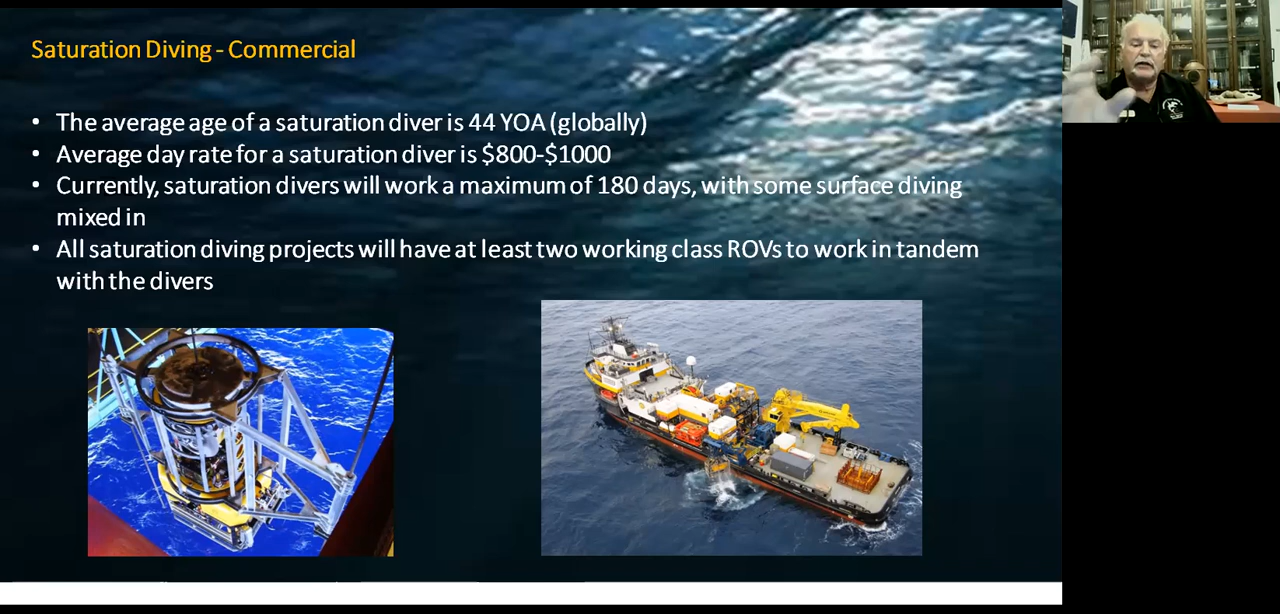 Saturation Diving - Commercial
• The average age of a saturation diver is 44 YOA (globally)
• Average day rate for a saturation diver is $800-$1000
• Currently, saturation divers will work a maximum of 180 days, with some surface diving
mixed in
• All saturation diving projects will have at least two working class ROVs to work in tandem
with the divers